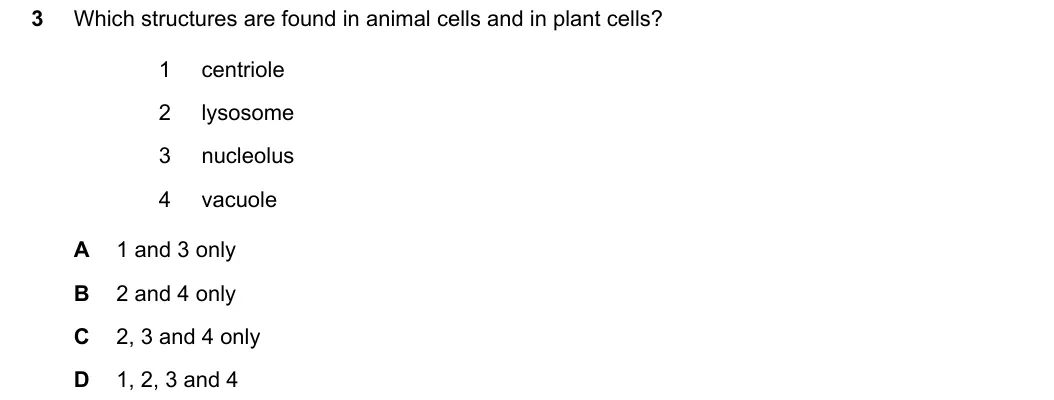 3 Which structures are found in animal cells and in plant cells?
1 centriole
2 lysosome
3 nucleolus
4 vacuole
A 1 and 3 only
B 2 and 4 only
C 2, 3 and 4 only
D 1, 2, 3 and 4